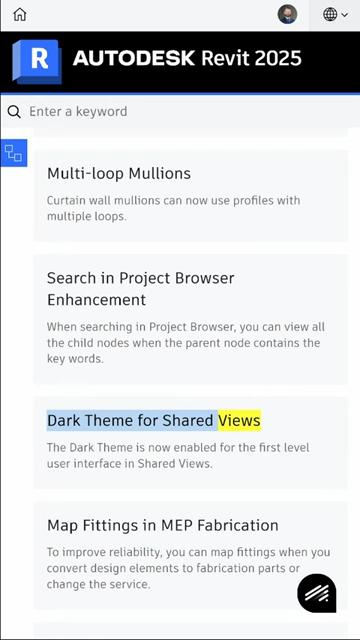 R AUTODESK Revit 2025
Enter a keyword
Multi-loop Mullions
Curtain wall mullions can now use profiles with
multiple loops.
Search in Project Browser
Enhancement
When searching in Project Browser, you can view all
the child nodes when the parent node contains the
key words.
Dark Theme for Shared Views
The Dark Theme is now enabled for the first level
user interface in Shared Views.
Map Fittings in MEP Fabrication
To improve reliability, you can map fittings when you
convert design elements to fabrication parts or
change the service.